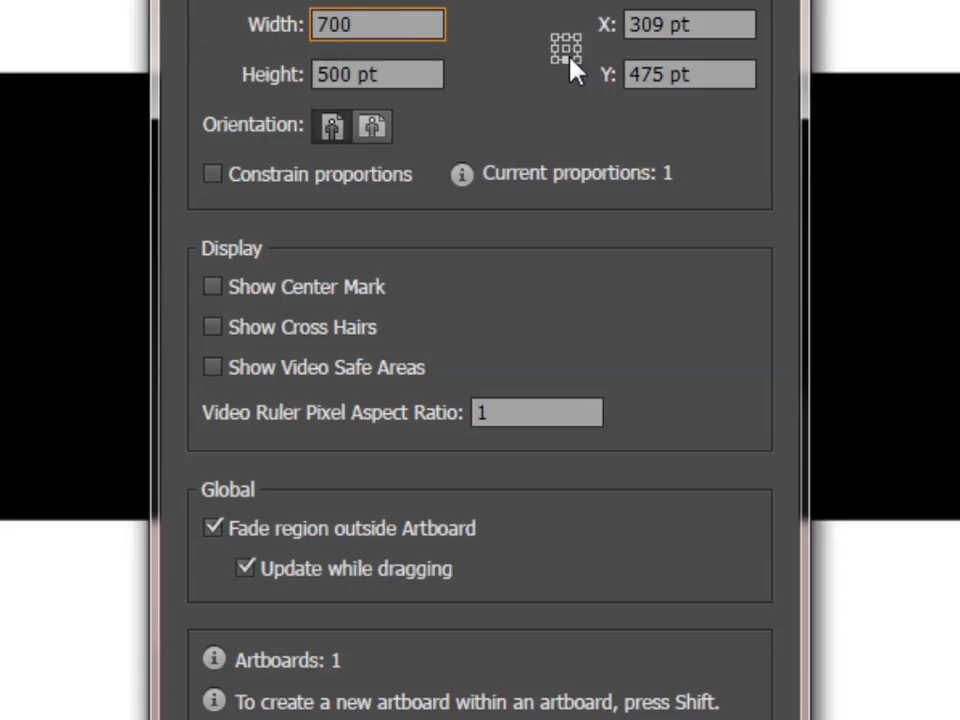 Width: 700 X: 309 pt
Height: 500 pt Y: 475 pt
Orientation:
Constrain proportions Current proportions: 1
Display
Show Center Mark
Show Cross Hairs
Show Video Safe Areas
Video Ruler Pixel Aspect Ratio: 1
Global
Fade region outside Artboard
Update while dragging
Artboards: 1
To create a new artboard within an artboard, press Shift.